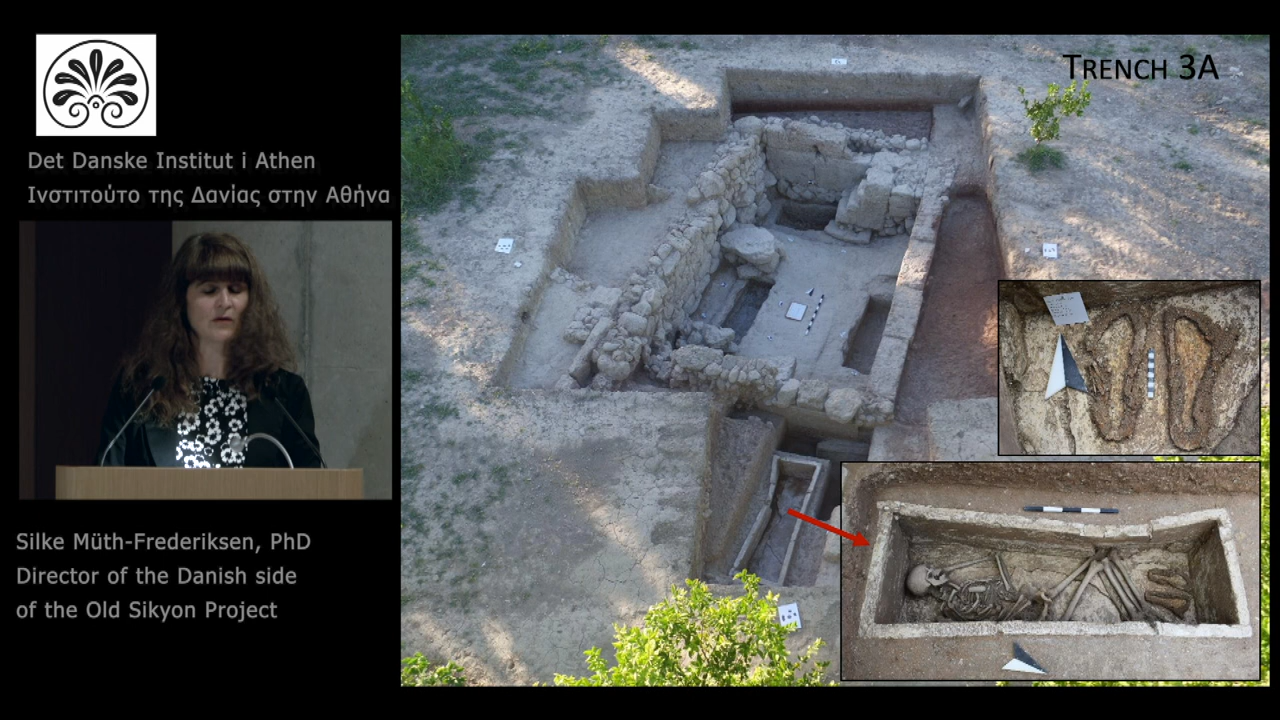 Det Danske Institut i Athen
Ινστιτούτο της Δανίας στην Αθήνα
Silke Müth-Frederiksen, PhD
Director of the Danish side
of the Old Sikyon Project
TRENCH 3A